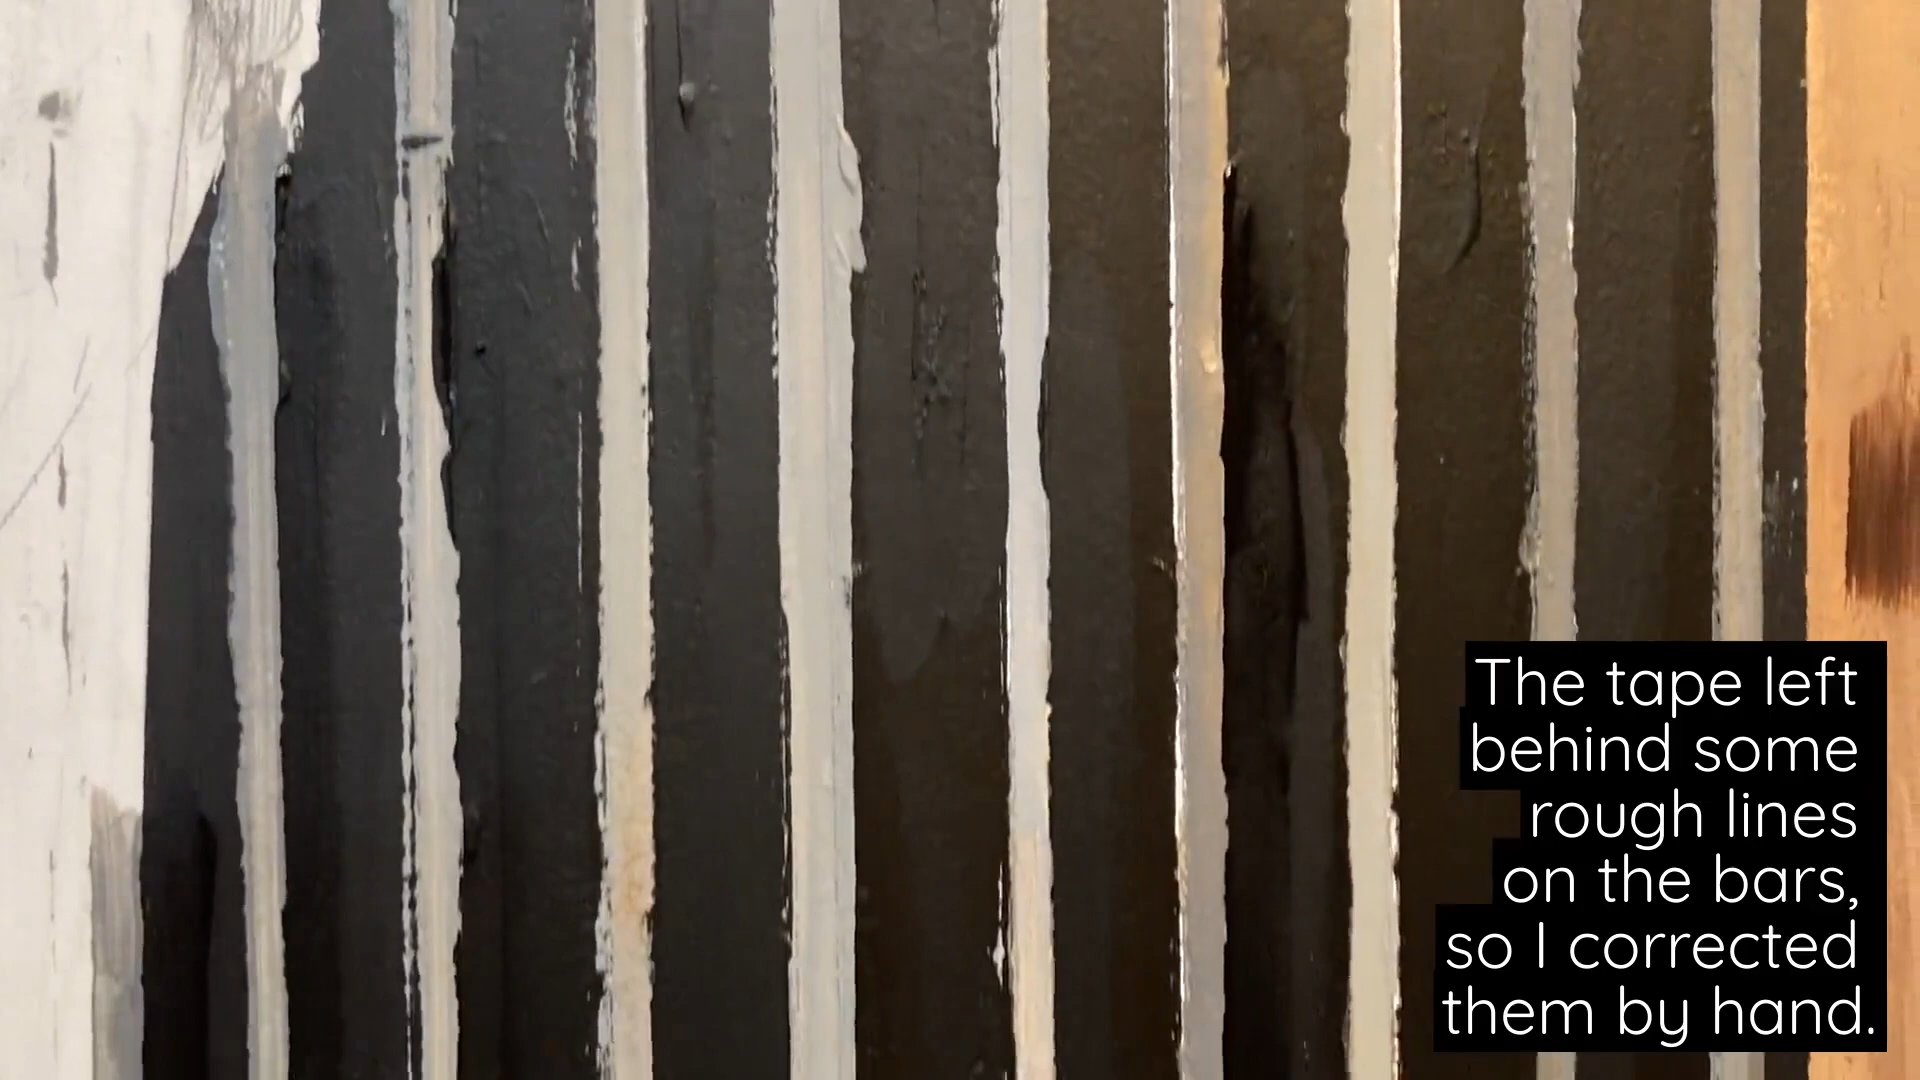 The tape left
behind some
rough lines
on the bars,
so I corrected
them by hand.